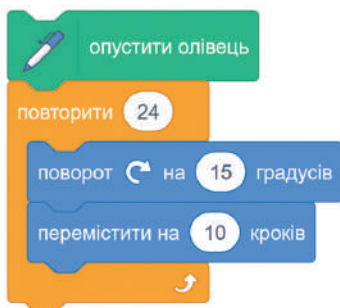 опустити олівець
повторити 24
поворот на 15 градусів
перемістити на 10 кроків